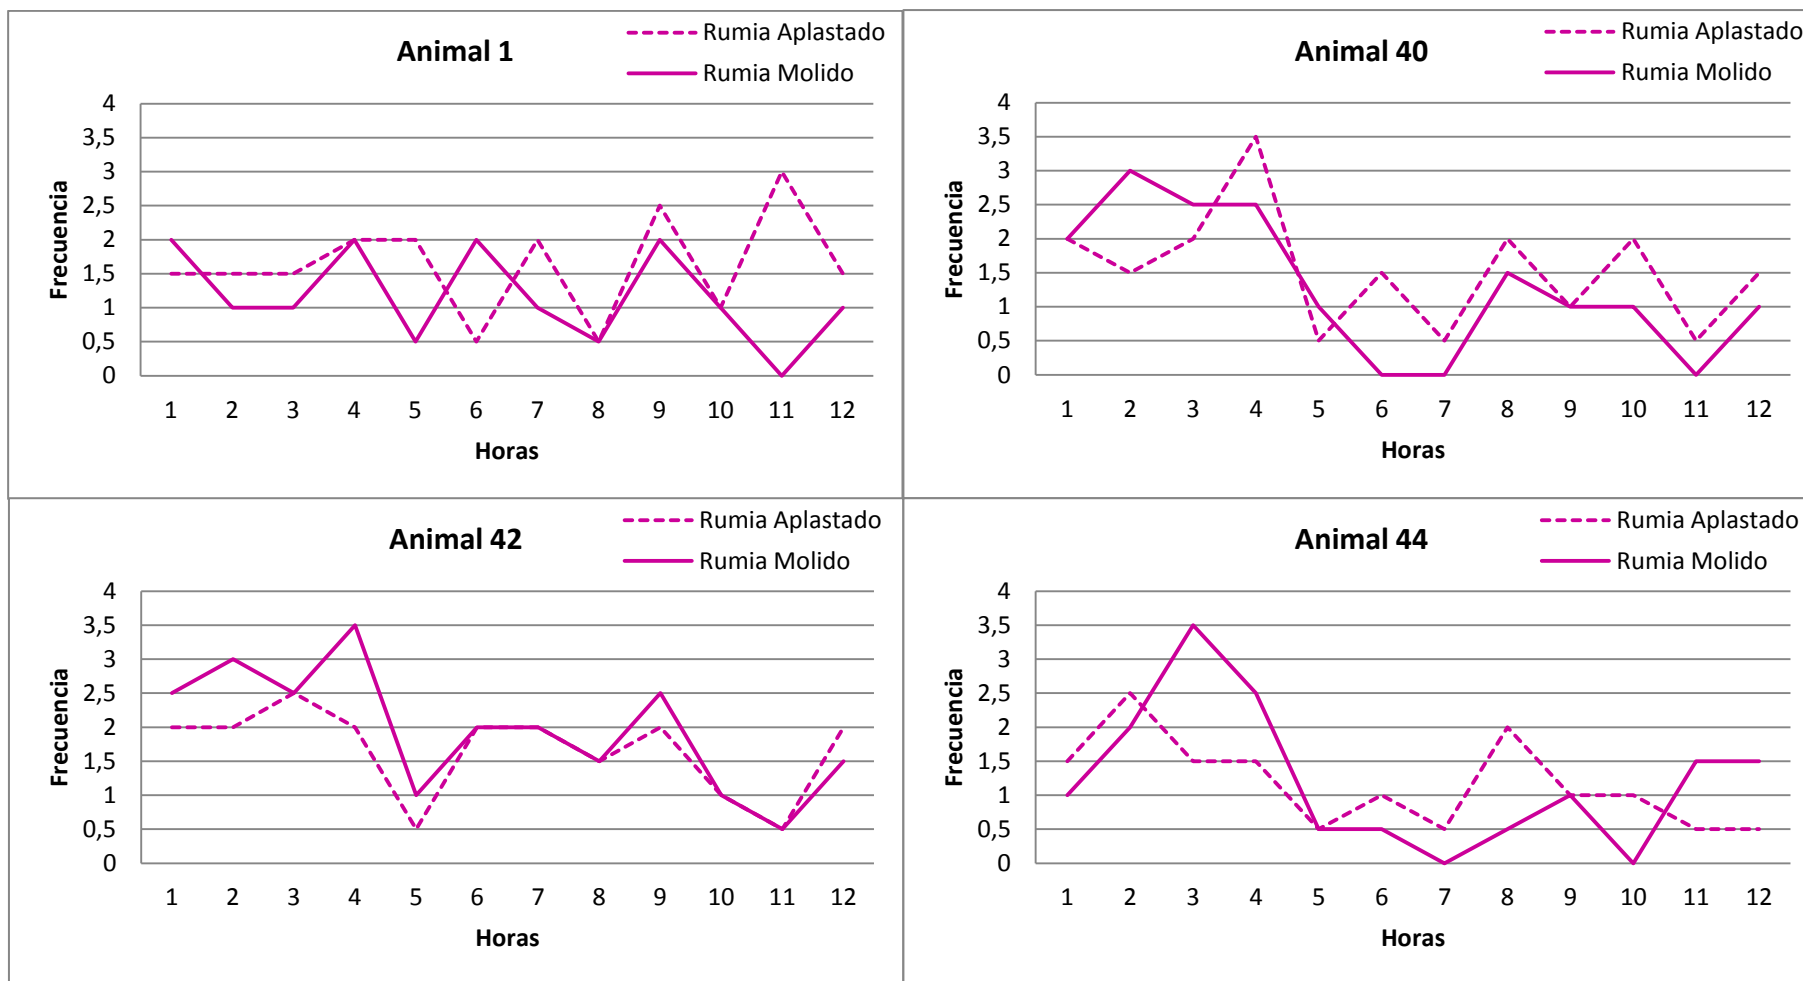 Animal 1
Rumia Aplastado
Rumia Molido
4
3,5
3
2,5
2
1,5
1
0,5
0
Frecuencia
1 2 3 4 5 6 7 8 9 10 11 12
Horas
Animal 40
Rumia Aplastado
Rumia Molido
4
3,5
3
2,5
2
1,5
1
0,5
0
Frecuencia
1 2 3 4 5 6 7 8 9 10 11 12
Horas
Animal 42
Rumia Aplastado
Rumia Molido
4
3,5
3
2,5
2
1,5
1
0,5
0
Frecuencia
1 2 3 4 5 6 7 8 9 10 11 12
Horas
Animal 44
Rumia Aplastado
Rumia Molido
4
3,5
3
2,5
2
1,5
1
0,5
0
Frecuencia
1 2 3 4 5 6 7 8 9 10 11 12
Horas